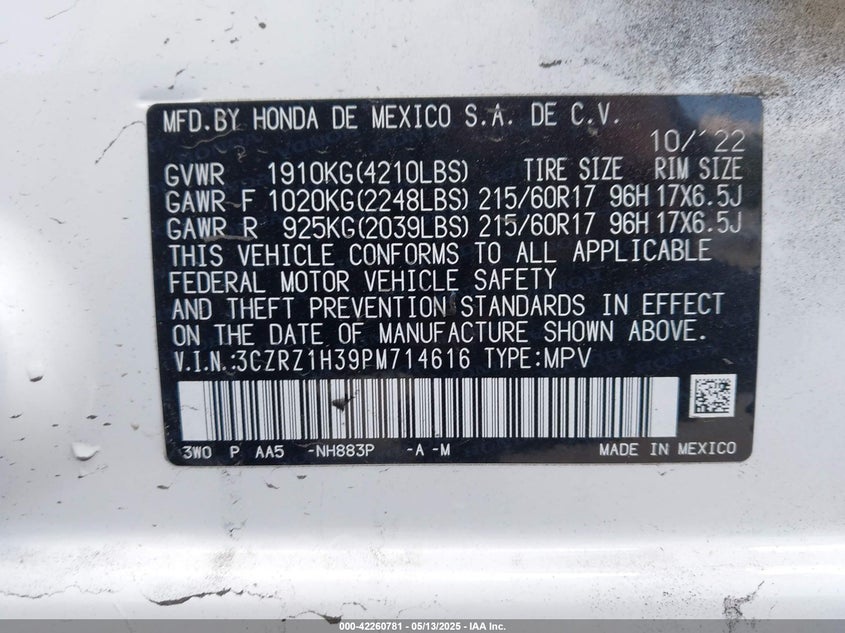 MFD.BY HONDA DE MEXICO S.A. DE C.V.
10/'22
GVWR 1910KG(4210LBS) TIRE SIZE RIM SIZE
GAWR F 1020KG(2248LBS) 215/60R17 96H 17X6.5J
GAWR R 925KG(2039LBS) 215/60R17 96H 17X6.5J
THIS VEHICLE CONFORMS TO ALL APPLICABLE
FEDERAL MOTOR VEHICLE SAFETY
AND THEFT PREVENTION STANDARDS IN EFFECT
ON THE DATE OF MANUFACTURE SHOWN ABOVE.
V.I.N.:3CZRZ1H39PM714616 TYPE:MPV
3W0 P AA5 -NH883P -A -M MADE IN MEXICO
000-42260781 - 05/13/2025 - IAA Inc.